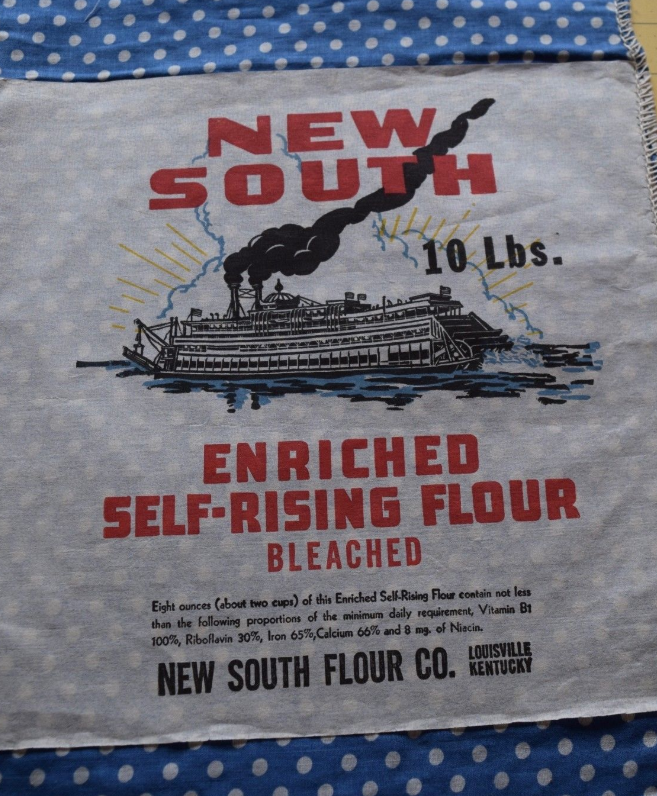 NEW
SOUTH
10 Lbs.
ENRICHED
SELF-RISING FLOUR
BLEACHED
Eight ounces (about two cups) of this Enriched Self-Rising Flour contain not less
than the following proportions of the minimum daily requirement, Vitamin B1
100%, Riboflavin 30%, Iron 65%,Calcium 66% and 8 mg. of Niacin.
NEW SOUTH FLOUR CO. LOUISVILLE
KENTUCKY